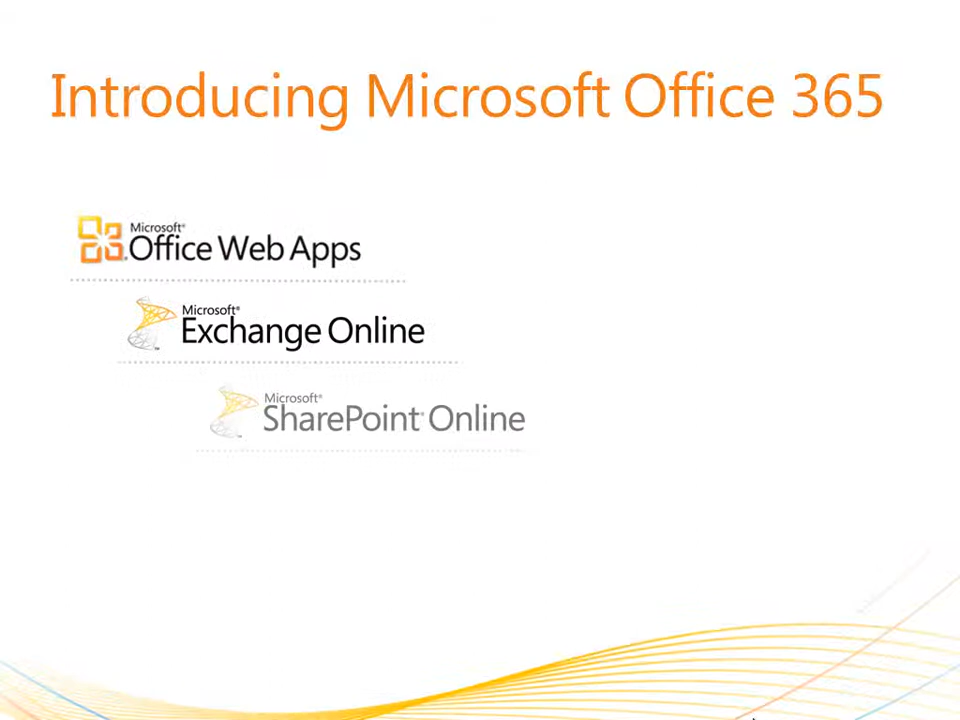 Introducing Microsoft Office 365
Microsoft®
Office Web Apps
Microsoft®
Exchange Online
Microsoft®
SharePoint® Online